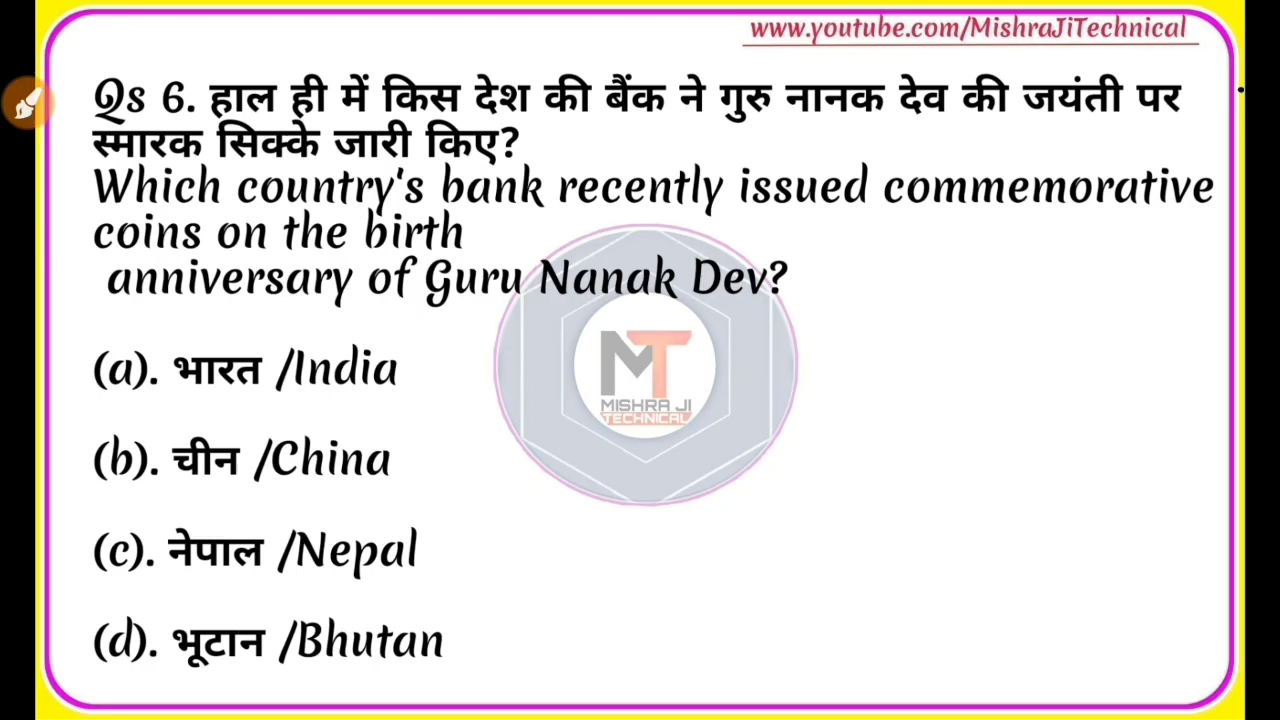 www.youtube.com/MishraJiTechnical
Qs 6. हाल ही में किस देश की बैंक ने गुरु नानक देव की जयंती पर
स्मारक सिक्के जारी किए?
Which country's bank recently issued commemorative
coins on the birth
anniversary of Guru Nanak Dev?
(a). भारत /India
MT
MISHRA JI
TECHNICAL
(b). चीन /China
(c). नेपाल /Nepal
(d). भूटान /Bhutan